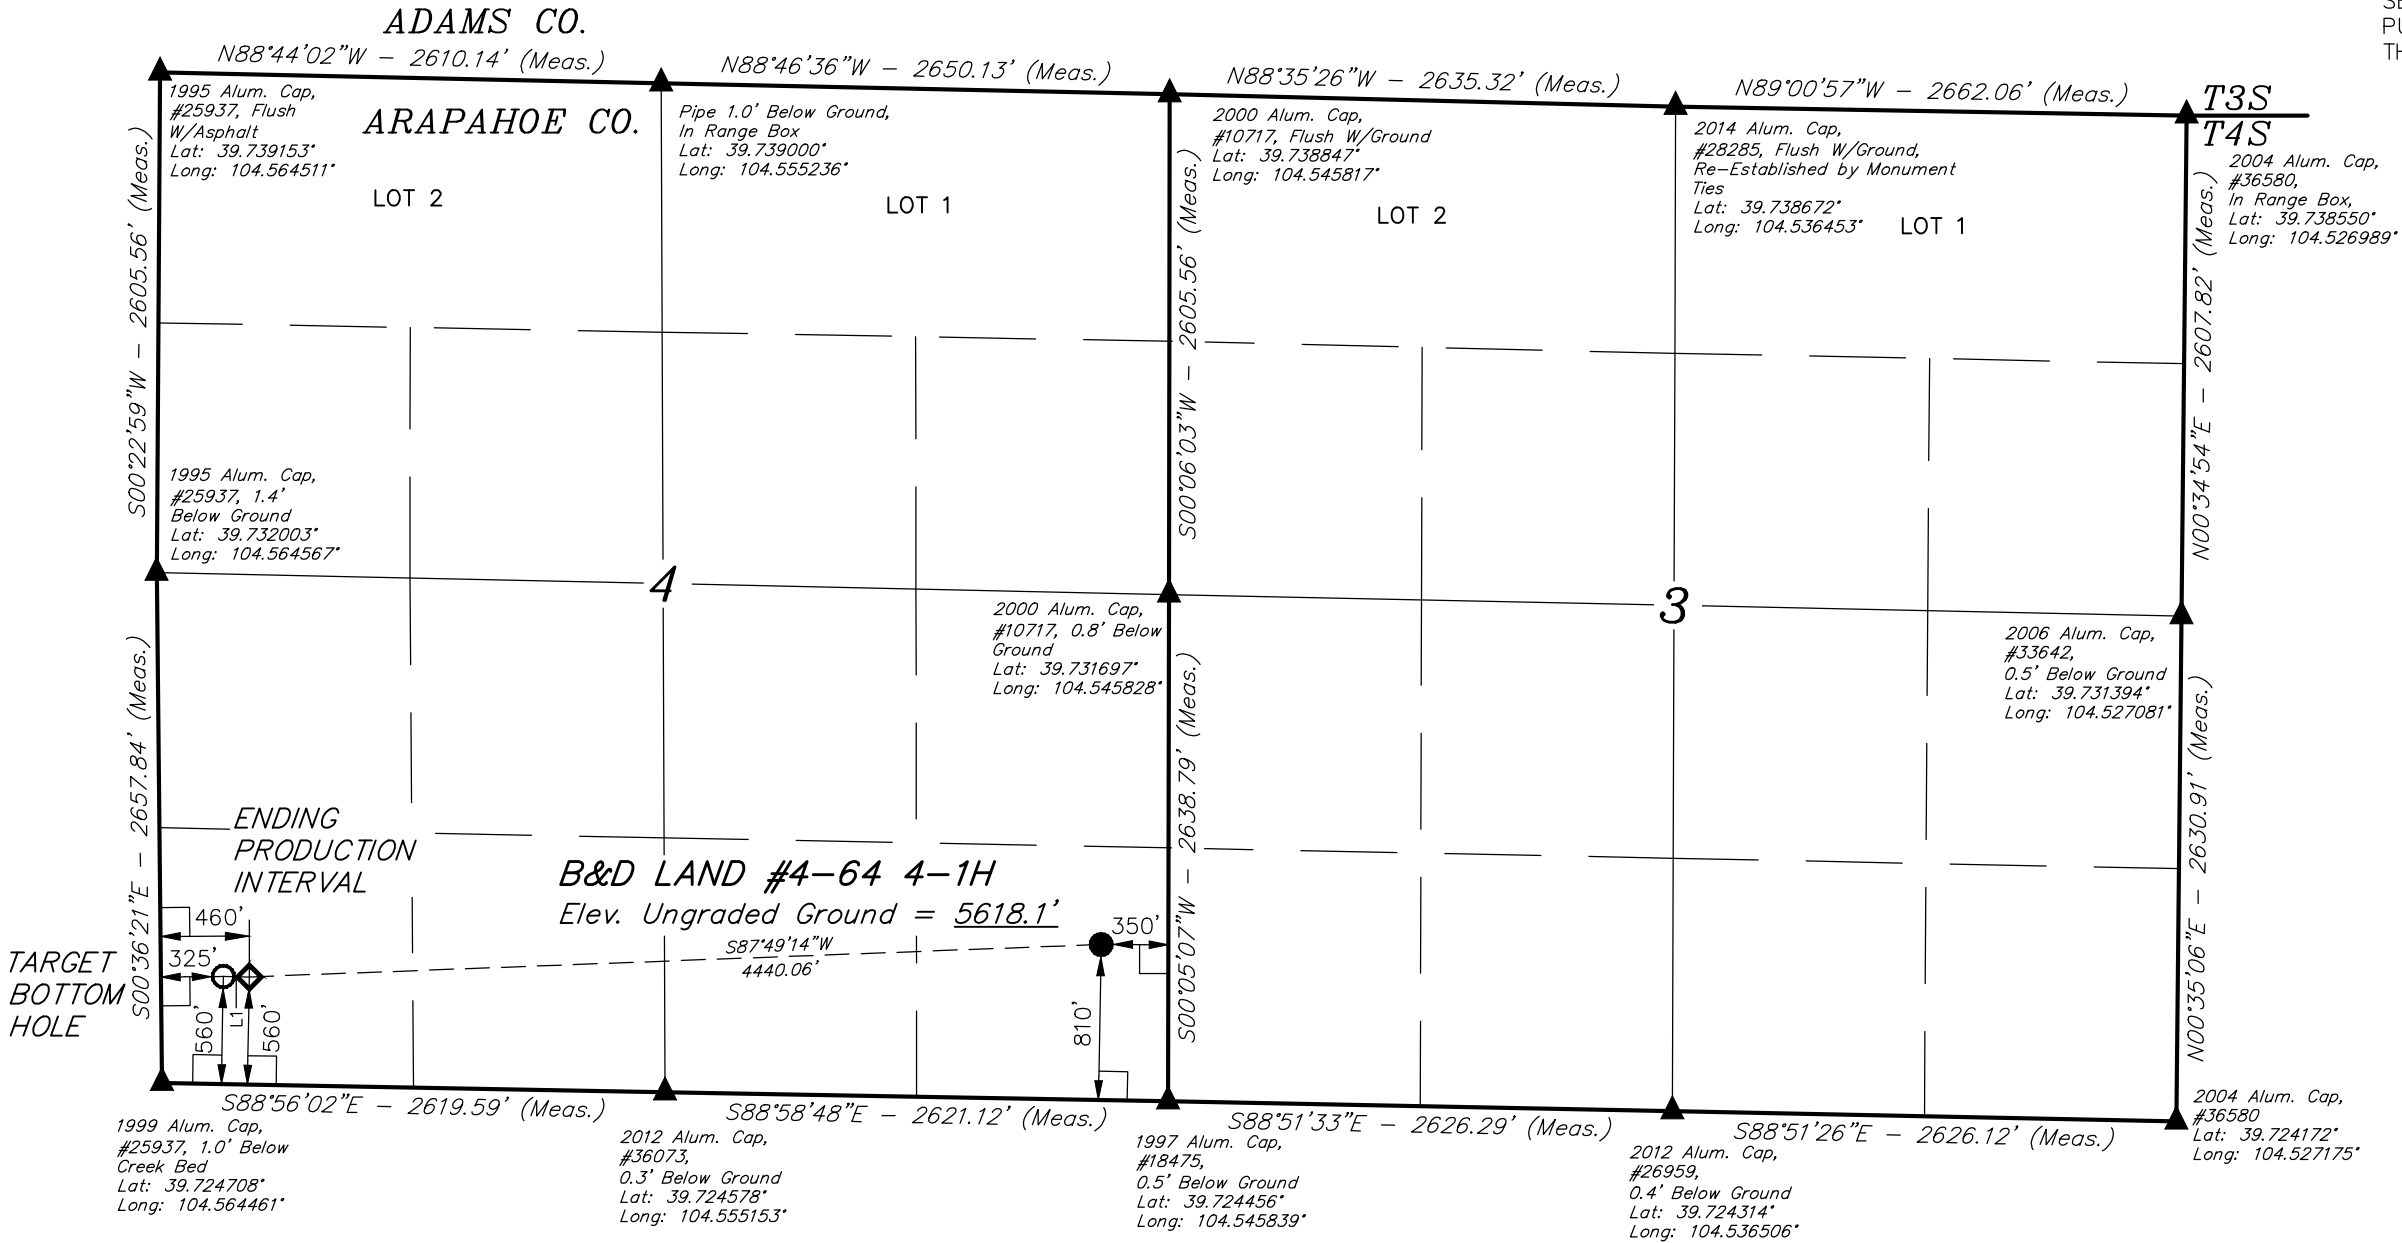 ADAMS CO.
N88°44'02"W – 2610.14' (Meas.)
N88°46'36"W – 2650.13' (Meas.)
N88°35'26"W – 2635.32' (Meas.)
N89°00'57"W – 2662.06' (Meas.)
T3S
T4S
ARAPAHOE CO.
1995 Alum. Cap,
#25937, Flush
W/Asphalt
Lat: 39.739153°
Long: 104.564511°
Pipe 1.0' Below Ground,
In Range Box
Lat: 39.739000°
Long: 104.555236°
2000 Alum. Cap,
#10717, Flush W/Ground
Lat: 39.738847°
Long: 104.545817°
2014 Alum. Cap,
#28285, Flush W/Ground,
Re-Established by Monument
Ties
Lat: 39.738672°
Long: 104.536453°
2004 Alum. Cap,
#36580,
In Range Box,
Lat: 39.738550°
Long: 104.526989°
LOT 2
LOT 1
LOT 2
LOT 1
S00°22'59"W – 2605.56' (Meas.)
S00°06'03"W – 2605.56' (Meas.)
N00°34'54"E – 2607.82' (Meas.)
1995 Alum. Cap,
#25937, 1.4'
Below Ground
Lat: 39.732003°
Long: 104.564567°
4
3
2000 Alum. Cap,
#10717, 0.8' Below
Ground
Lat: 39.731697°
Long: 104.545828°
2006 Alum. Cap,
#33642,
0.5' Below Ground
Lat: 39.731394°
Long: 104.527081°
S00°36'21"E – 2657.84' (Meas.)
S00°05'07"W – 2638.79' (Meas.)
N00°35'06"E – 2630.91' (Meas.)
ENDING
PRODUCTION
INTERVAL
B&D LAND #4-64 4-1H
Elev. Ungraded Ground = 5618.1'
460'
325'
350'
S87°49'14"W
4440.06'
TARGET
BOTTOM
HOLE
560'
L1
560'
810'
S88°56'02"E – 2619.59' (Meas.)
S88°58'48"E – 2621.12' (Meas.)
S88°51'33"E – 2626.29' (Meas.)
S88°51'26"E – 2626.12' (Meas.)
1999 Alum. Cap,
#25937, 1.0' Below
Creek Bed
Lat: 39.724708°
Long: 104.564461°
2012 Alum. Cap,
#36073,
0.3' Below Ground
Lat: 39.724578°
Long: 104.555153°
1997 Alum. Cap,
#18475,
0.5' Below Ground
Lat: 39.724456°
Long: 104.545839°
2012 Alum. Cap,
#26959,
0.4' Below Ground
Lat: 39.724314°
Long: 104.536506°
2004 Alum. Cap,
#36580
Lat: 39.724172°
Long: 104.527175°